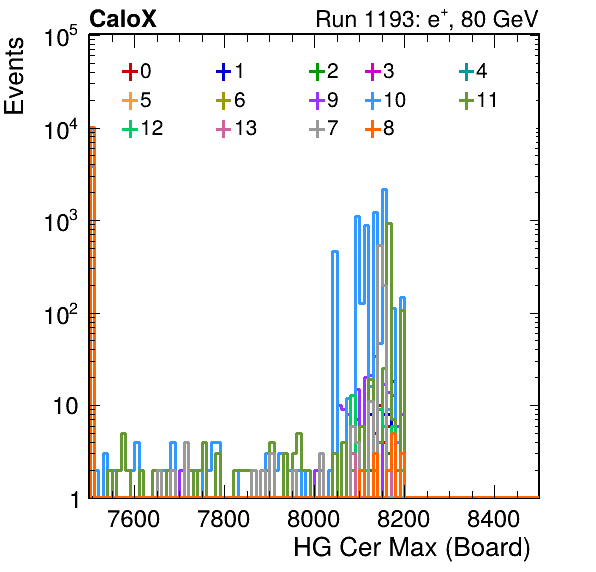 CaloX Run 1193: e⁺, 80 GeV
Events
10⁵
10⁴
10³
10²
10
1
0 1 2 3 4
5 6 9 10 11
12 13 7 8
7600 7800 8000 8200 8400
HG Cer Max (Board)